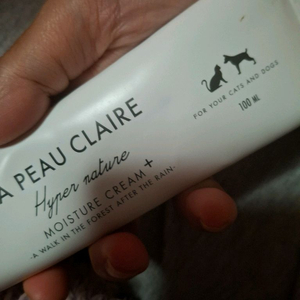 A PEAU CLAIRE
Hyper nature
MOISTURE CREAM +
-A WALK IN THE FOREST AFTER THE RAIN-
FOR YOUR CATS AND DOGS
100 ML